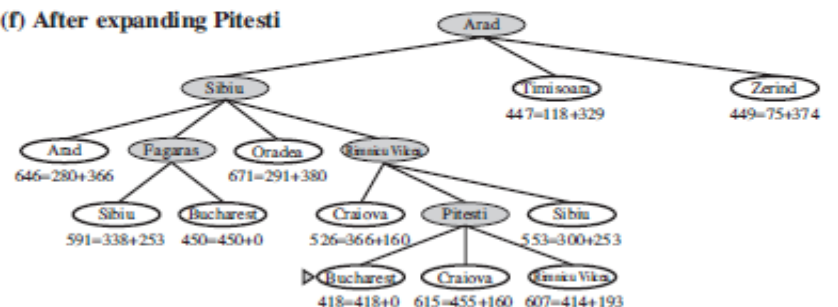 (f) After expanding Pitesti
Arad
Sibiu
Timisoara
Zerind
447=118+329
449=75+374
Arad
Fagaras
Oradea
Rimnicu Vilcea
646=280+366
671=291+380
Sibiu
Bucharest
Craiova
Pitesti
Sibiu
591=338+253
450=450+0
526=366+160
553=300+253
Bucharest
Craiova
Rimnicu Vilcea
418=418+0
615=455+160
607=414+193